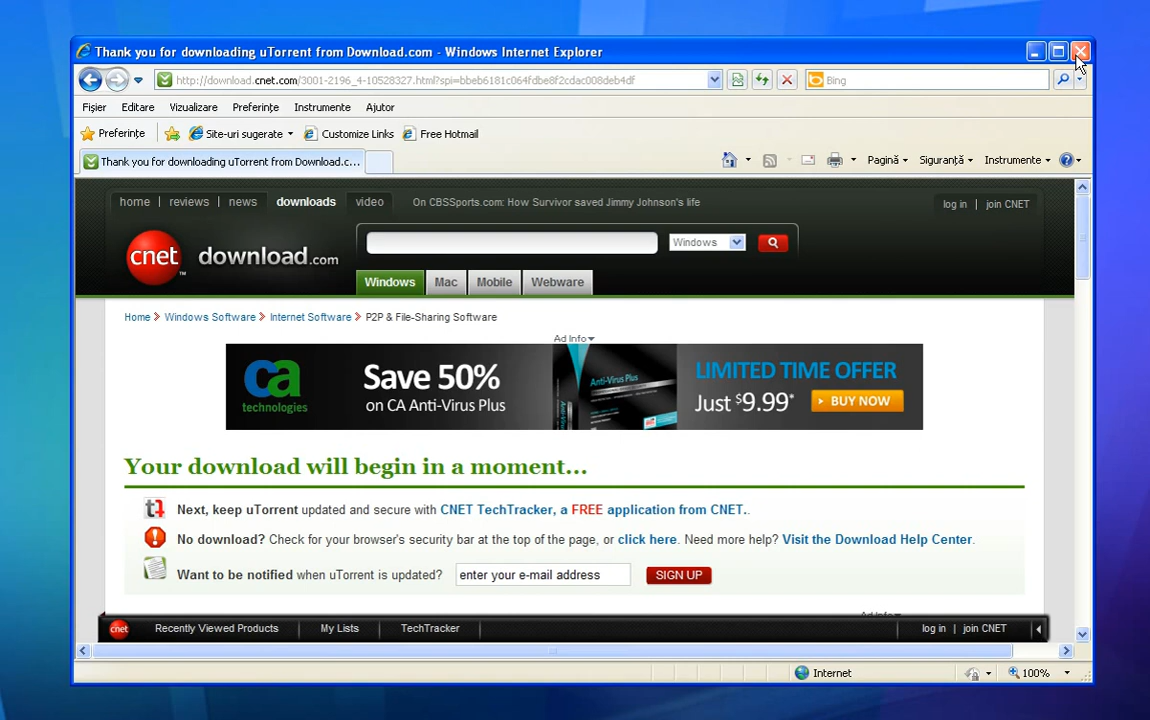 Thank you for downloading uTorrent from Download.com - Windows Internet Explorer
http://download.cnet.com/3001-2196_4-10528327.html?spi=bbeb6181c064fdbe8f2cdac008deb4df
Bing
Fișier Editare Vizualizare Preferințe Instrumente Ajutor
Preferințe Site-uri sugerate Customize Links Free Hotmail
Thank you for downloading uTorrent from Download.c...
Pagină Siguranță Instrumente
home | reviews | news downloads video On CBSSports.com: How Survivor saved Jimmy Johnson's life
log in | join CNET
cnet download.com
Windows
Windows Mac Mobile Webware
Home > Windows Software > Internet Software > P2P & File-Sharing Software
Ad Info
ca technologies
Save 50%
on CA Anti-Virus Plus
Anti-Virus Plus
LIMITED TIME OFFER
Just $9.99* BUY NOW
Your download will begin in a moment...
Next, keep uTorrent updated and secure with CNET TechTracker, a FREE application from CNET..
No download? Check for your browser's security bar at the top of the page, or click here. Need more help? Visit the Download Help Center.
Want to be notified when uTorrent is updated? enter your e-mail address SIGN UP
cnet Recently Viewed Products | My Lists | TechTracker | | log in | join CNET
Internet 100%